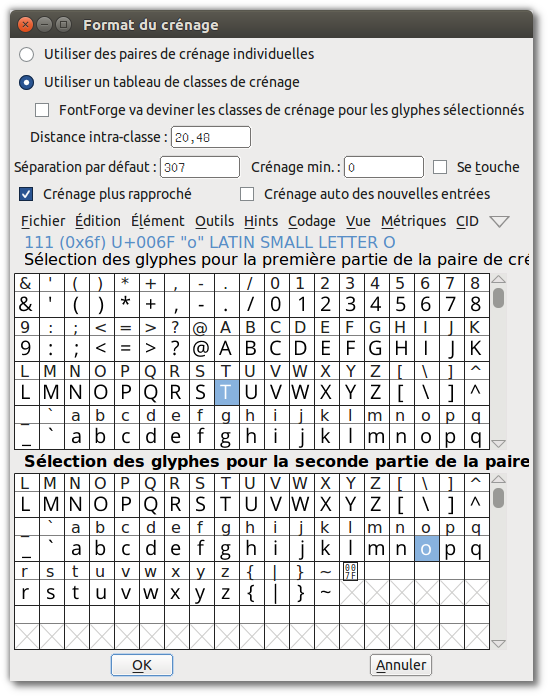 Format du crénage
Utiliser des paires de crénage individuelles
Utiliser un tableau de classes de crénage
FontForge va deviner les classes de crénage pour les glyphes sélectionnés
Distance intra-classe : 20,48
Séparation par défaut : 307 Crénage min. : 0 Se touche
Crénage plus rapproché Crénage auto des nouvelles entrées
Fichier Édition Élément Outils Hints Codage Vue Métriques CID
111 (0x6f) U+006F "o" LATIN SMALL LETTER O
Sélection des glyphes pour la première partie de la paire de cré
& ' ( ) * + , - . / 0 1 2 3 4 5 6 7 8
& ' ( ) * + , - . / 0 1 2 3 4 5 6 7 8
9 : ; < = > ? @ A B C D E F G H I J K
9 : ; < = > ? @ A B C D E F G H I J K
L M N O P Q R S T U V W X Y Z [ \ ] ^
L M N O P Q R S T U V W X Y Z [ \ ] ^
_ ` a b c d e f g h i j k l m n o p q
_ ` a b c d e f g h i j k l m n o p q
Sélection des glyphes pour la seconde partie de la paire
L M N O P Q R S T U V W X Y Z [ \ ] ^
L M N O P Q R S T U V W X Y Z [ \ ] ^
_ ` a b c d e f g h i j k l m n o p q
_ ` a b c d e f g h i j k l m n o p q
r s t u v w x y z { | } ~ 007F
r s t u v w x y z { | } ~
OK Annuler